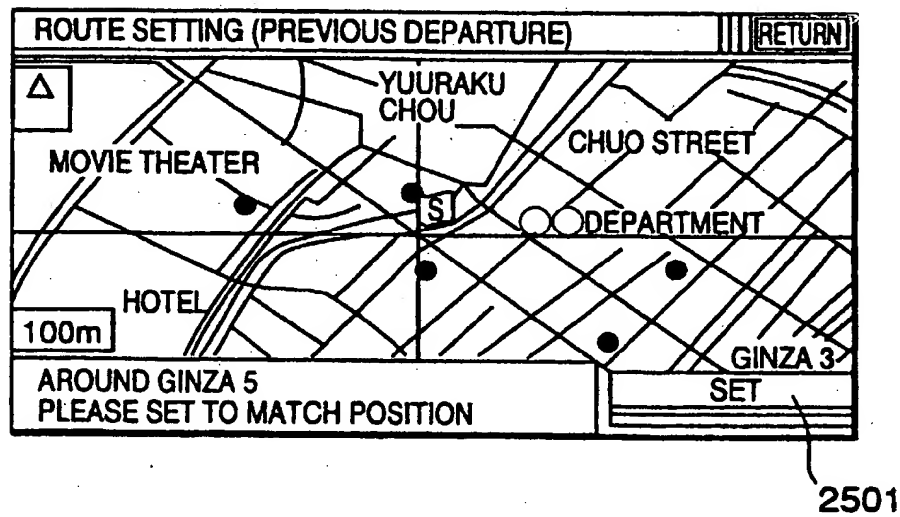 ROUTE SETTING (PREVIOUS DEPARTURE)
RETURN
YUURAKU
CHOU
CHUO STREET
MOVIE THEATER
S
DEPARTMENT
HOTEL
100m
GINZA 3
AROUND GINZA 5
PLEASE SET TO MATCH POSITION
SET
2501